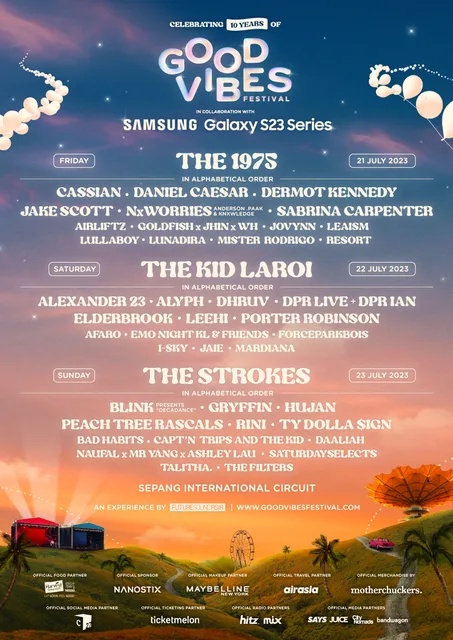 CELEBRATING 10 YEARS OF
GOOD
VIBES
FESTIVAL
IN COLLABORATION WITH
SAMSUNG Galaxy S23 Series
FRIDAY THE 1975 21 JULY 2023
IN ALPHABETICAL ORDER
CASSIAN · DANIEL CAESAR · DERMOT KENNEDY
JAKE SCOTT · NxWORRIES ANDERSON .PAAK & KNXWLEDGE · SABRINA CARPENTER
AIRLIFTZ · GOLDFISH x JHIN x WH · JOVYNN · LEAISM
LULLABOY · LUNADIRA · MISTER RODRIGO · RESORT
SATURDAY THE KID LAROI 22 JULY 2023
IN ALPHABETICAL ORDER
ALEXANDER 23 · ALYPH · DHRUV · DPR LIVE + DPR IAN
ELDERBROOK · LEEHI · PORTER ROBINSON
AFARO · EMO NIGHT KL & FRIENDS · FORCEPARKBOIS
I-SKY · JAIE · MARDIANA
SUNDAY THE STROKES 23 JULY 2023
IN ALPHABETICAL ORDER
BLINK PRESENTS "DECADANCE" · GRYFFIN · HUJAN
PEACH TREE RASCALS · RINI · TY DOLLA $IGN
BAD HABITS · CAPT'N TRIPS AND THE KID · DAALIAH
NAUFAL x MR YANG x ASHLEY LAU · SATURDAYSELECTS
TALITHA. · THE FILTERS
SEPANG INTERNATIONAL CIRCUIT
AN EXPERIENCE BY FUTURESOUNDASIA | WWW.GOODVIBESFESTIVAL.COM
OFFICIAL FOOD PARTNER OFFICIAL SPONSOR OFFICIAL MAKEUP PARTNER OFFICIAL TRAVEL PARTNER OFFICIAL MERCHANDISE BY
NANOSTIX MAYBELLINE NEW YORK airasia motherchuckers.
OFFICIAL SOCIAL MEDIA PARTNER OFFICIAL TICKETING PARTNER OFFICIAL RADIO PARTNERS OFFICIAL MEDIA PARTNERS
ticketmelon hitz mix SAYS JUICE City Nomads bandwagon